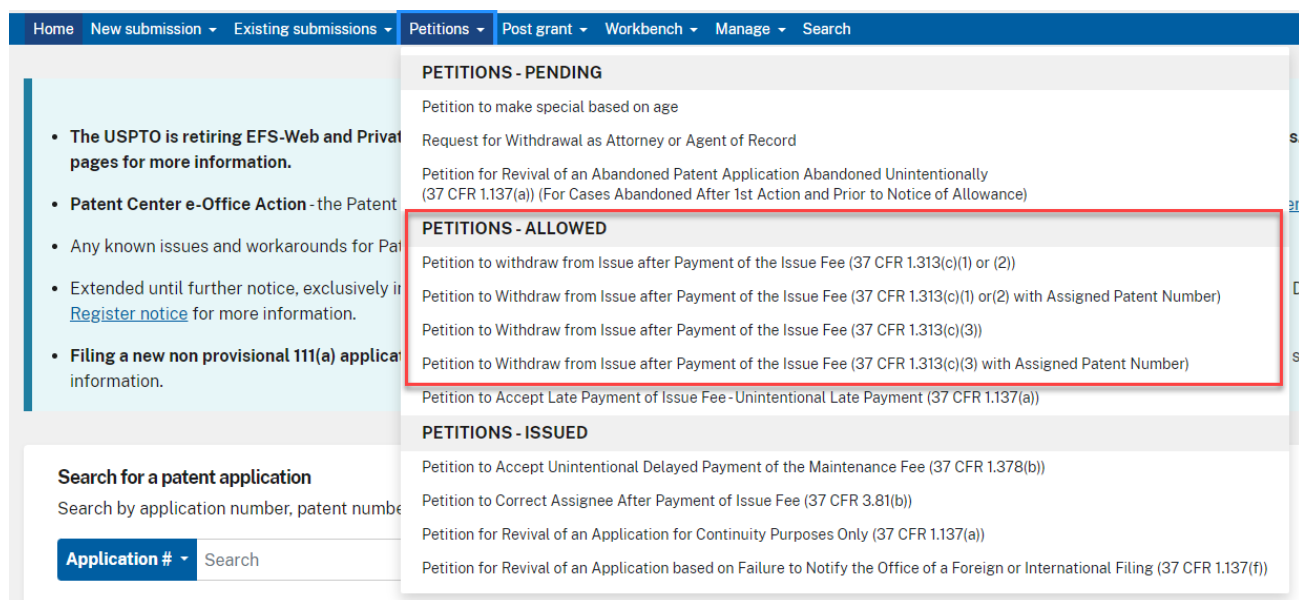 Home New submission Existing submissions Petitions Post grant Workbench Manage Search
PETITIONS - PENDING
Petition to make special based on age
Request for Withdrawal as Attorney or Agent of Record
Petition for Revival of an Abandoned Patent Application Abandoned Unintentionally
(37 CFR 1.137(a)) (For Cases Abandoned After 1st Action and Prior to Notice of Allowance)
PETITIONS - ALLOWED
Petition to withdraw from Issue after Payment of the Issue Fee (37 CFR 1.313(c)(1) or (2))
Petition to Withdraw from Issue after Payment of the Issue Fee (37 CFR 1.313(c)(1) or(2) with Assigned Patent Number)
Petition to Withdraw from Issue after Payment of the Issue Fee (37 CFR 1.313(c)(3))
Petition to Withdraw from Issue after Payment of the Issue Fee (37 CFR 1.313(c)(3) with Assigned Patent Number)
Petition to Accept Late Payment of Issue Fee - Unintentional Late Payment (37 CFR 1.137(a))
PETITIONS - ISSUED
Petition to Accept Unintentional Delayed Payment of the Maintenance Fee (37 CFR 1.378(b))
Petition to Correct Assignee After Payment of Issue Fee (37 CFR 3.81(b))
Petition for Revival of an Application for Continuity Purposes Only (37 CFR 1.137(a))
Petition for Revival of an Application based on Failure to Notify the Office of a Foreign or International Filing (37 CFR 1.137(f))
• The USPTO is retiring EFS-Web and Privat
pages for more information.
• Patent Center e-Office Action - the Patent
• Any known issues and workarounds for Pat
• Extended until further notice, exclusively i
Register notice for more information.
• Filing a new non provisional 111(a) applicat
information.
Search for a patent application
Search by application number, patent numbe
Application # Search